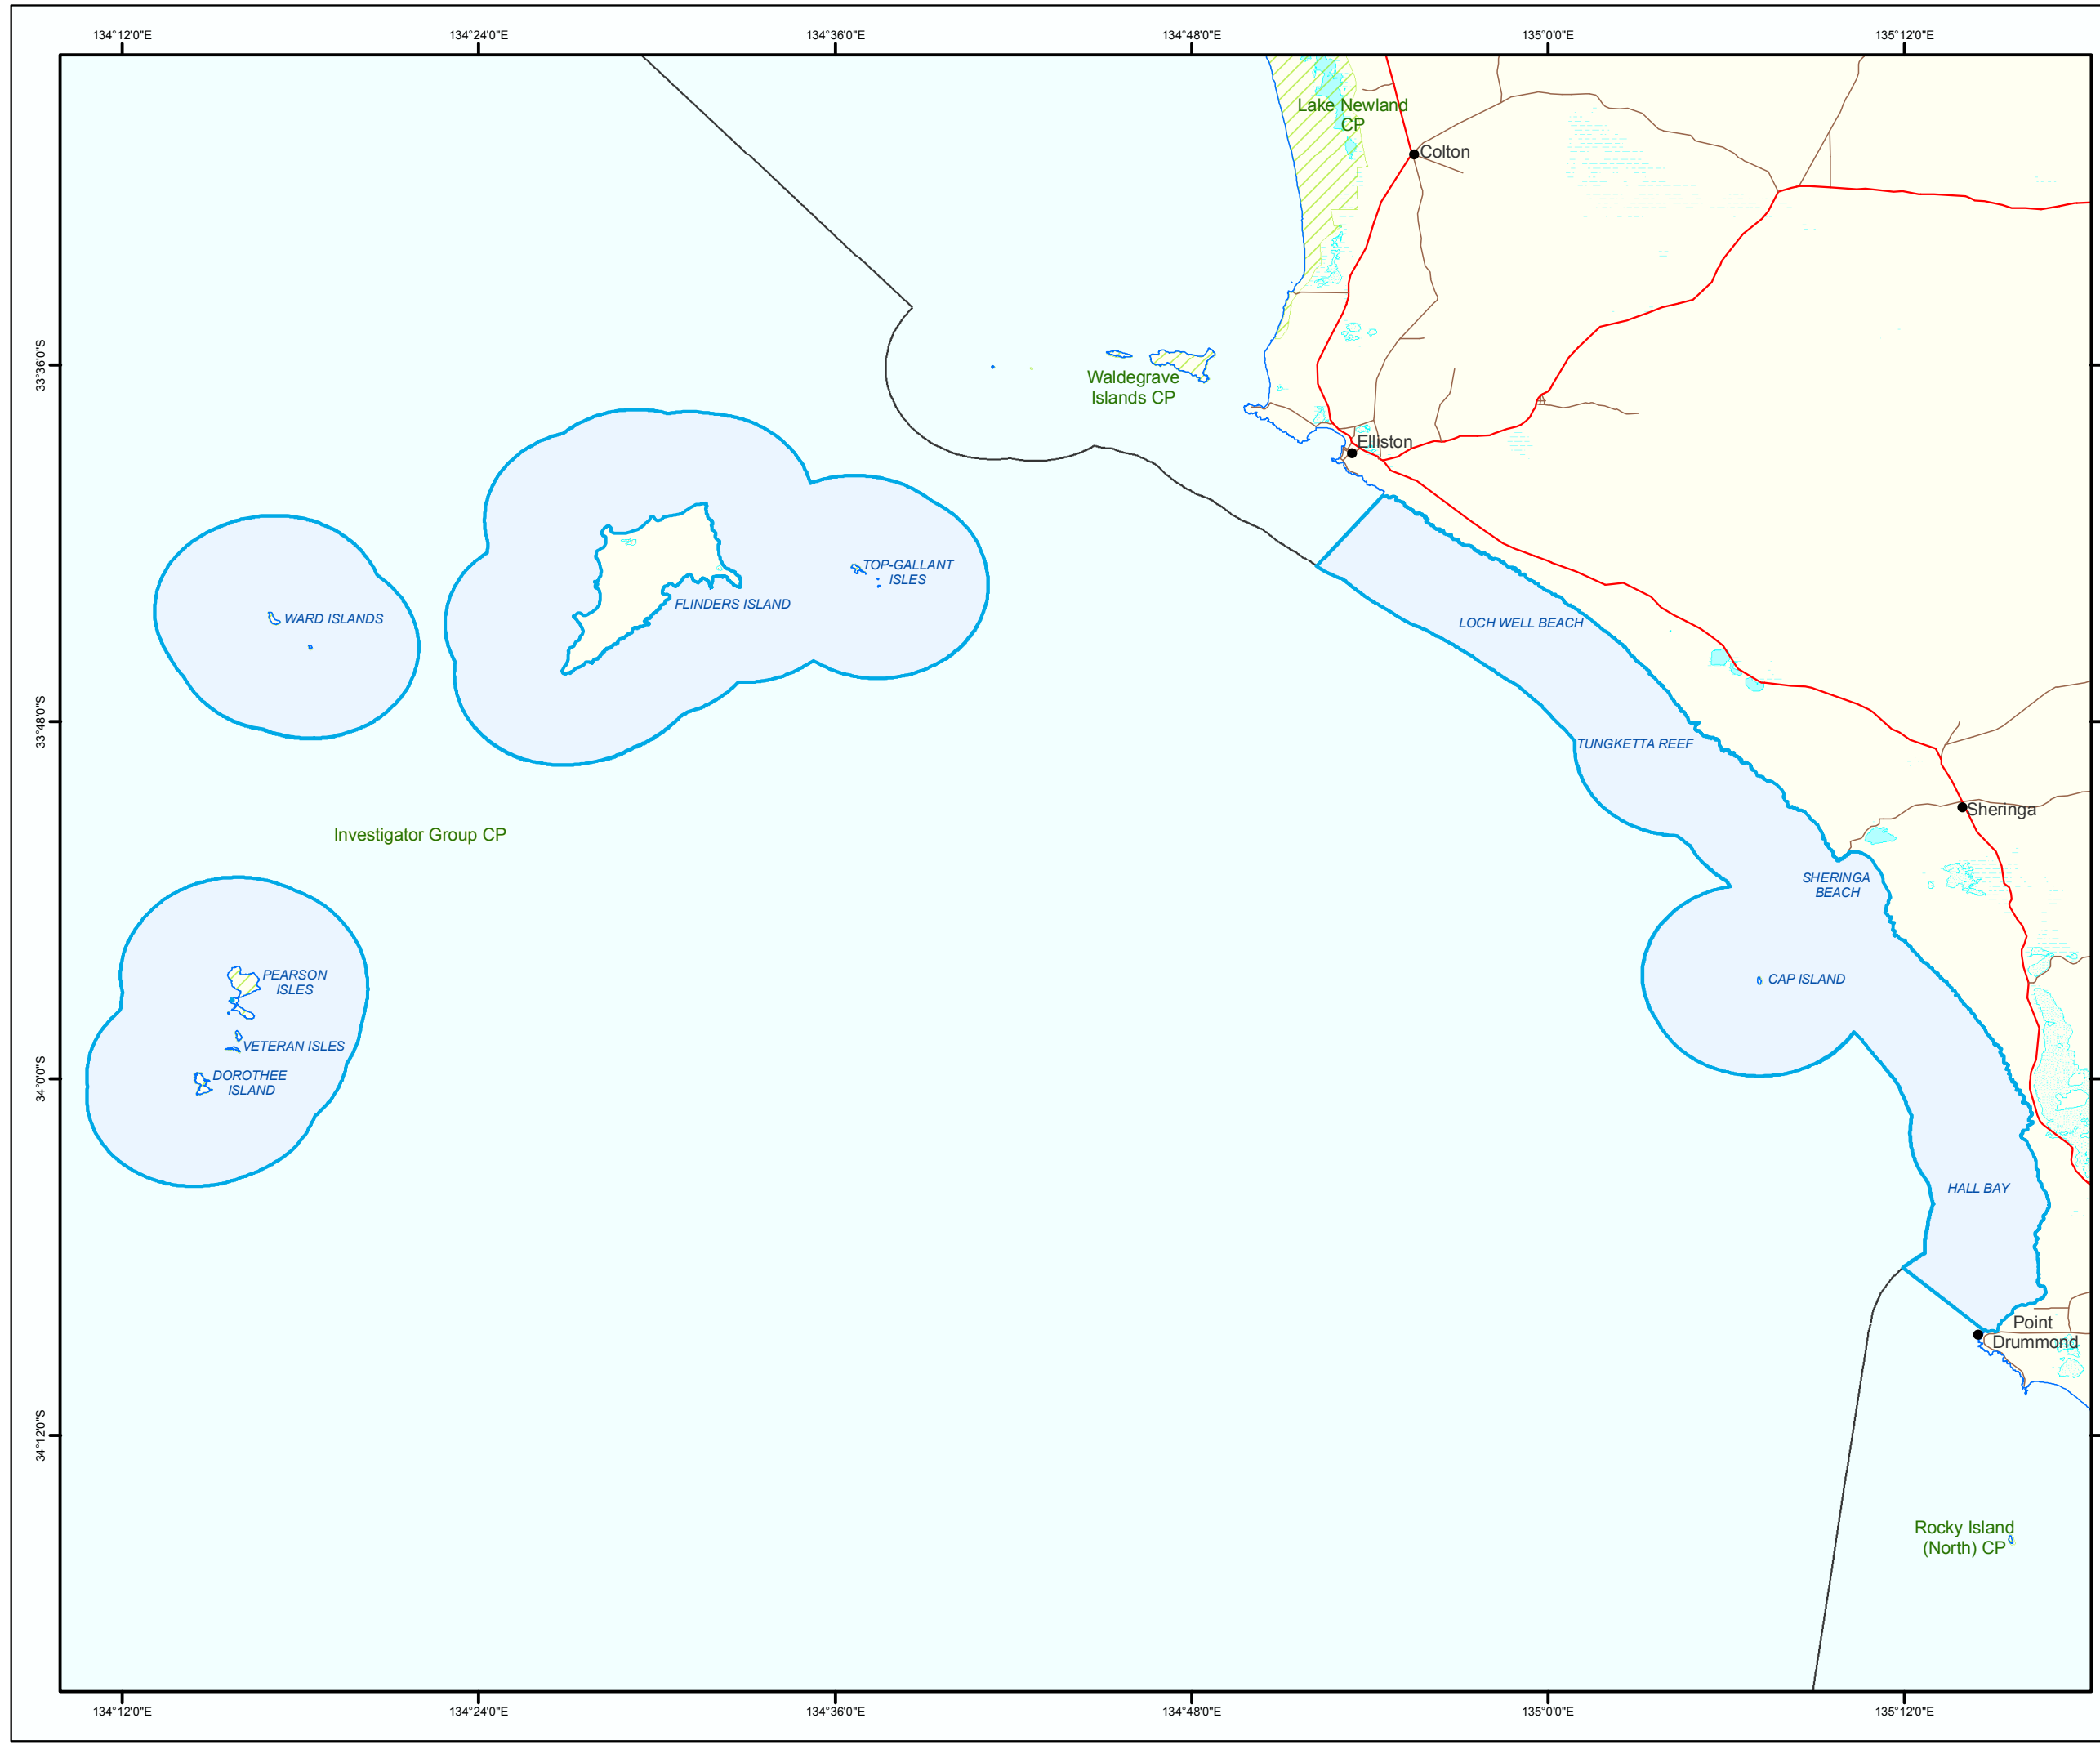 134°12'0"E
134°24'0"E
134°36'0"E
134°48'0"E
135°0'0"E
135°12'0"E
Lake Newland
CP
Colton
33°36'0"S
Waldegrave
Islands CP
Elliston
TOP-GALLANT
ISLES
FLINDERS ISLAND
WARD ISLANDS
LOCH WELL BEACH
33°48'0"S
TUNGKETTA REEF
Sheringa
Investigator Group CP
SHERINGA
BEACH
PEARSON
ISLES
CAP ISLAND
VETERAN ISLES
34°0'0"S
DOROTHEE
ISLAND
HALL BAY
Point
Drummond
34°12'0"S
Rocky Island
(North) CP
134°12'0"E
134°24'0"E
134°36'0"E
134°48'0"E
135°0'0"E
135°12'0"E